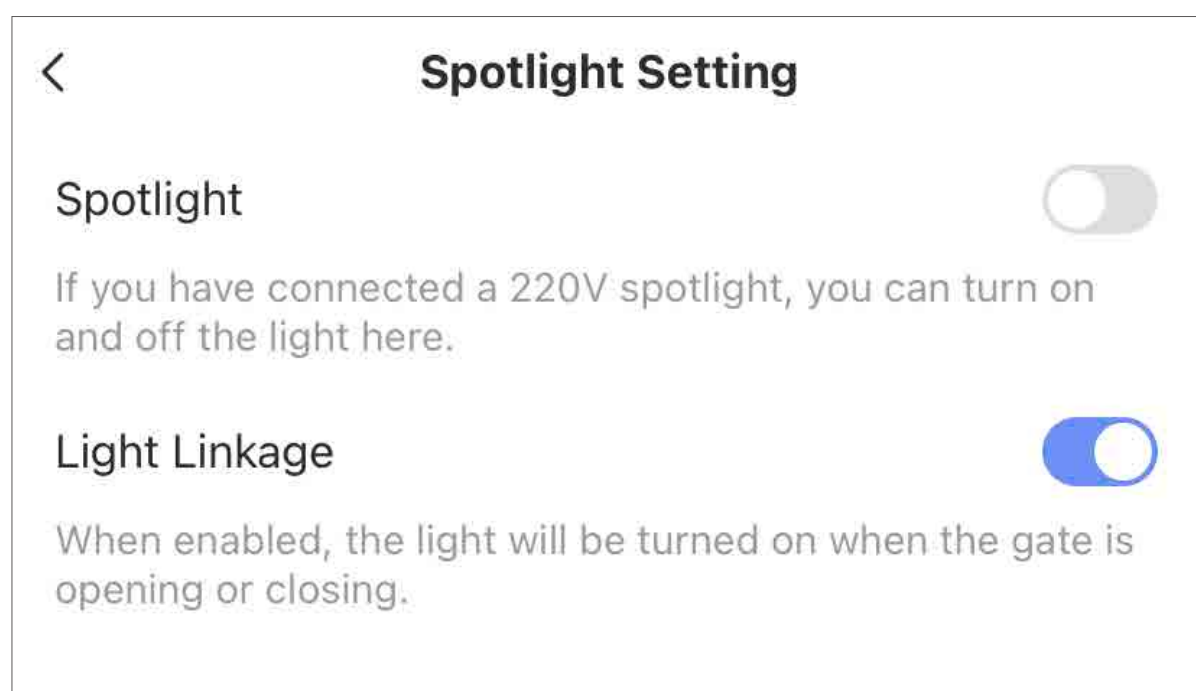 Spotlight Setting
Spotlight
If you have connected a 220V spotlight, you can turn on
and off the light here.
Light Linkage
When enabled, the light will be turned on when the gate is
opening or closing.